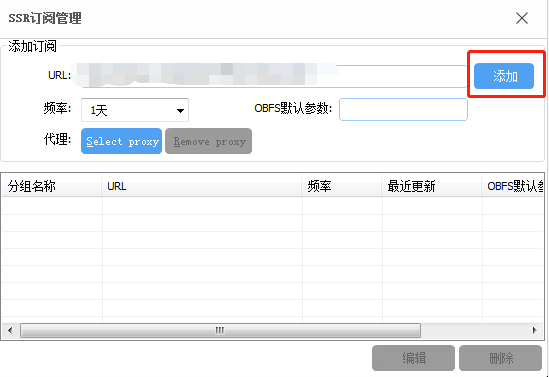 SSR订阅管理
添加订阅
URL: 添加
频率: 1天 OBFS默认参数:
代理: Select proxy Remove proxy
分组名称 URL 频率 最近更新 OBFS默认参
编辑 删除